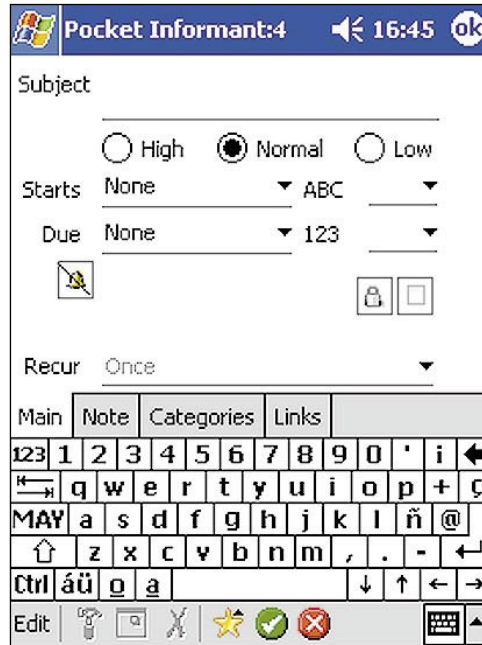 Pocket Informant:4 16:45 ok
Subject
High Normal Low
Starts None ABC
Due None 123
Recur Once
Main Note Categories Links
123 1 2 3 4 5 6 7 8 9 0 ' i
q w e r t y u i o p + ç
MAY a s d f g h j k l ñ @
z x c v b n m , . -
Ctrl áü o a ↓ ↑ ← →
Edit